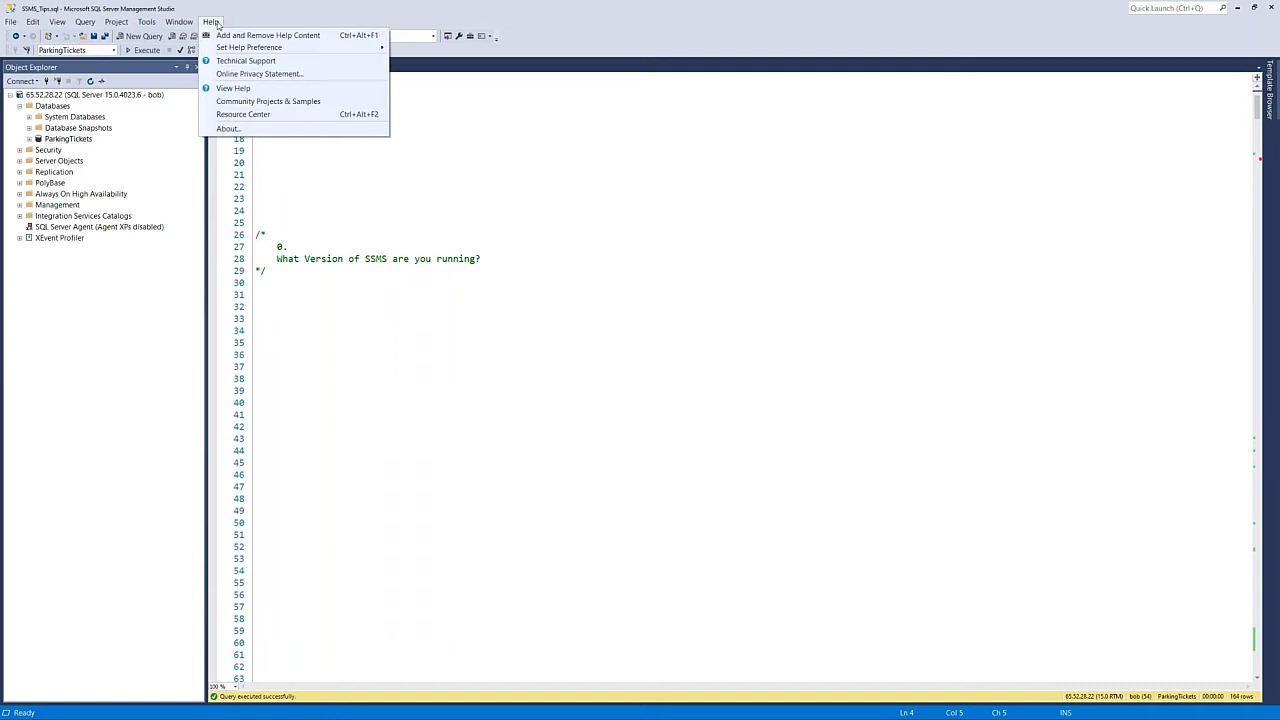 SSMS_Tips.sql - Microsoft SQL Server Management Studio
Quick Launch (Ctrl+Q)
File Edit View Query Project Tools Window Help
New Query
ParkingTickets
Execute
Add and Remove Help Content Ctrl+Alt+F1
Set Help Preference
Technical Support
Online Privacy Statement...
View Help
Community Projects & Samples
Resource Center Ctrl+Alt+F2
About...
Object Explorer
Connect
65.52.28.22 (SQL Server 15.0.4023.6 - bob)
Databases
System Databases
Database Snapshots
ParkingTickets
Security
Server Objects
Replication
PolyBase
Always On High Availability
Management
Integration Services Catalogs
SQL Server Agent (Agent XPs disabled)
XEvent Profiler
18
19
20
21
22
23
24
25
26 /*
27 0.
28 What Version of SSMS are you running?
29 */
30
31
32
33
34
35
36
37
38
39
40
41
42
43
44
45
46
47
48
49
50
51
52
53
54
55
56
57
58
59
60
61
62
63
Template Browser
100 %
Query executed successfully.
65.52.28.22 (15.0 RTM) bob (54) ParkingTickets 00:00:00 164 rows
Ready Ln 4 Col 5 Ch 5 INS